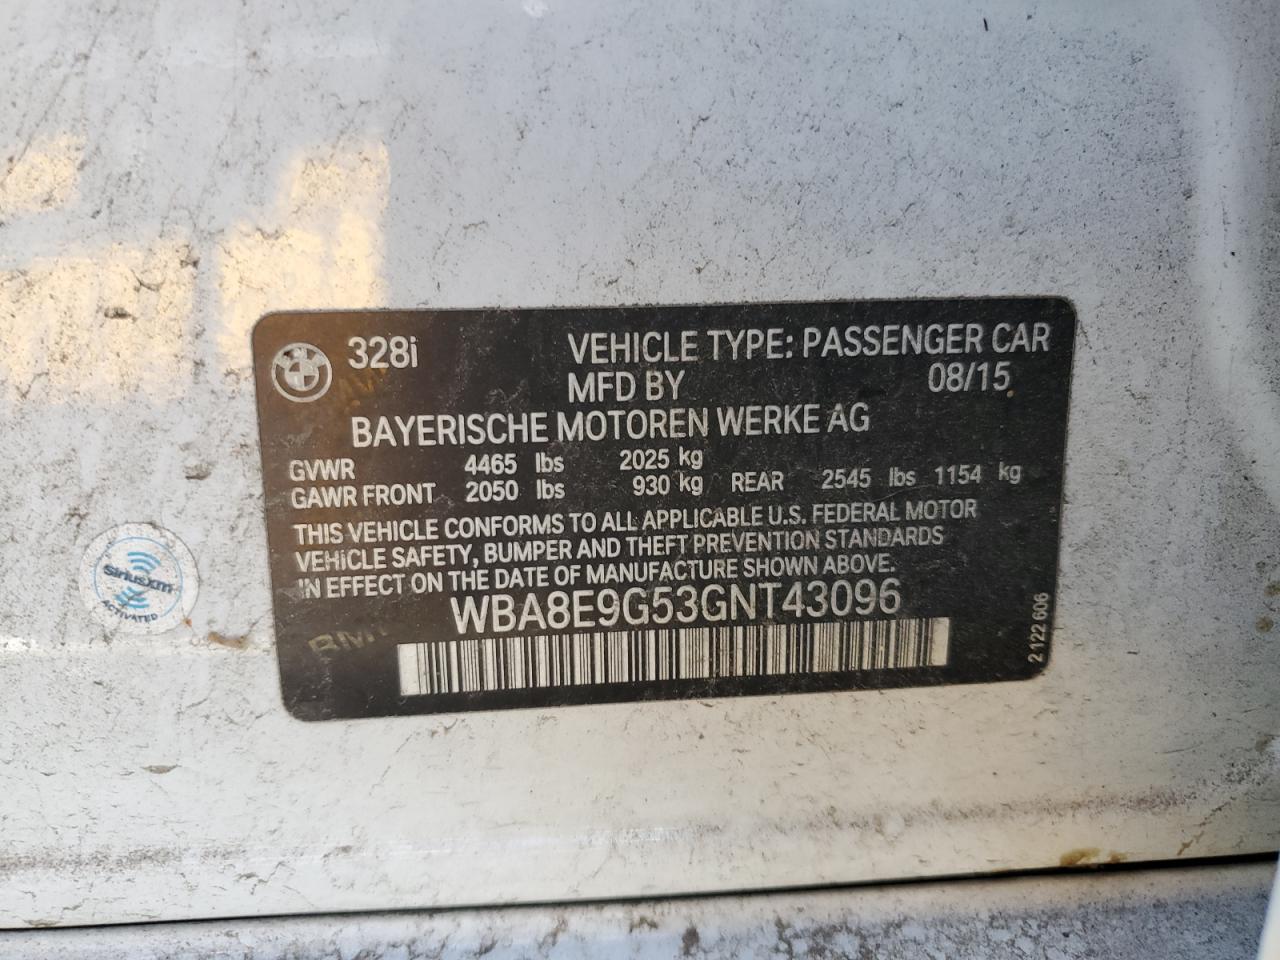 328i VEHICLE TYPE: PASSENGER CAR
MFD BY 08/15
BAYERISCHE MOTOREN WERKE AG
GVWR 4465 lbs 2025 kg
GAWR FRONT 2050 lbs 930 kg REAR 2545 lbs 1154 kg
THIS VEHICLE CONFORMS TO ALL APPLICABLE U.S. FEDERAL MOTOR
VEHICLE SAFETY, BUMPER AND THEFT PREVENTION STANDARDS
IN EFFECT ON THE DATE OF MANUFACTURE SHOWN ABOVE.
WBA8E9G53GNT43096
2 122 606
BMW
siriusxm
ACTIVATED